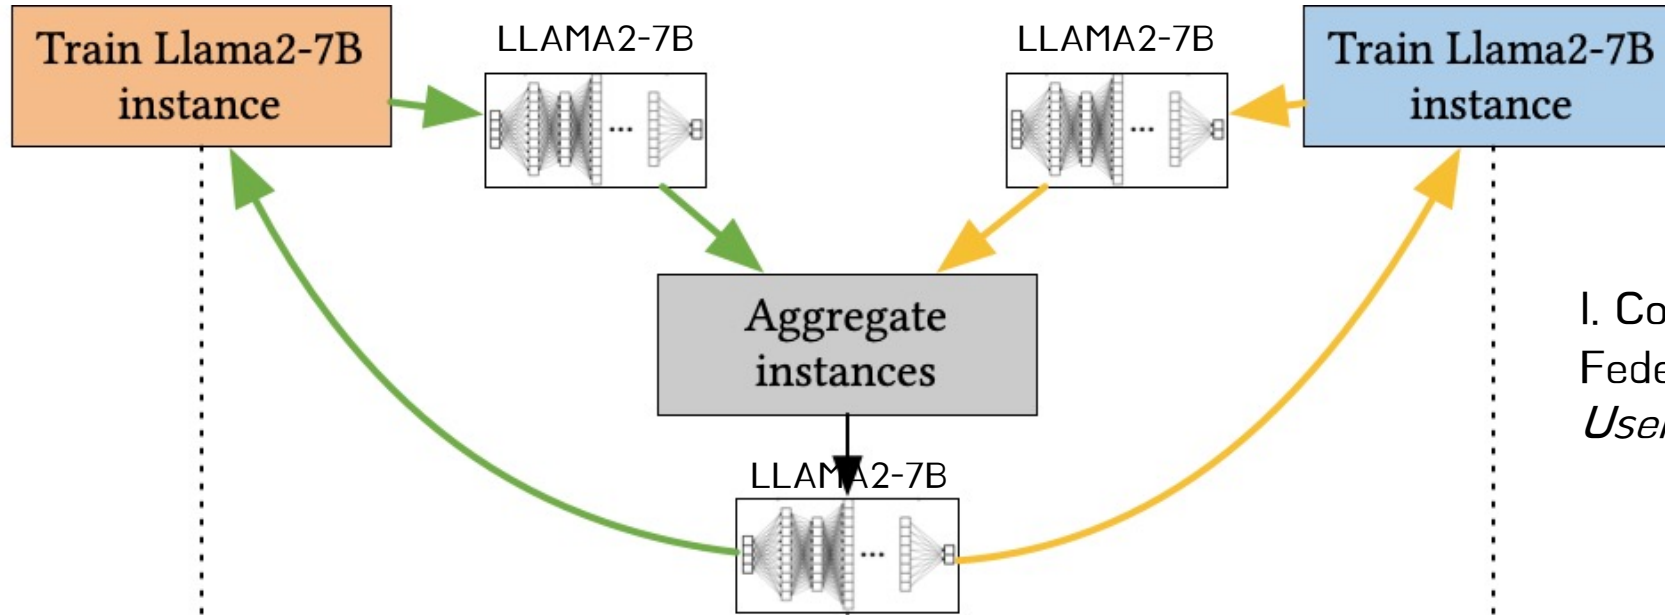 Train Llama2-7B
instance
LLAMA2-7B
LLAMA2-7B
Train Llama2-7B
instance
Aggregate
instances
LLAMA2-7B
I.